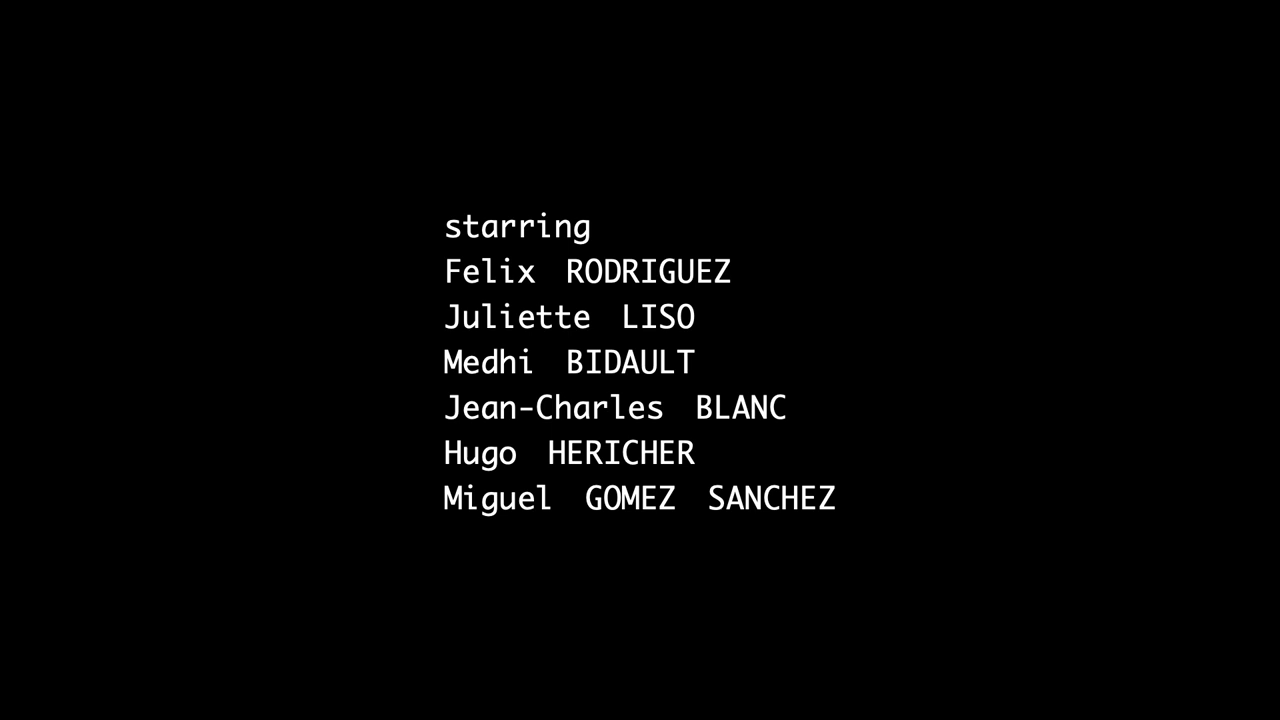 starring
Felix RODRIGUEZ
Juliette LISO
Medhi BIDAULT
Jean-Charles BLANC
Hugo HERICHER
Miguel GOMEZ SANCHEZ